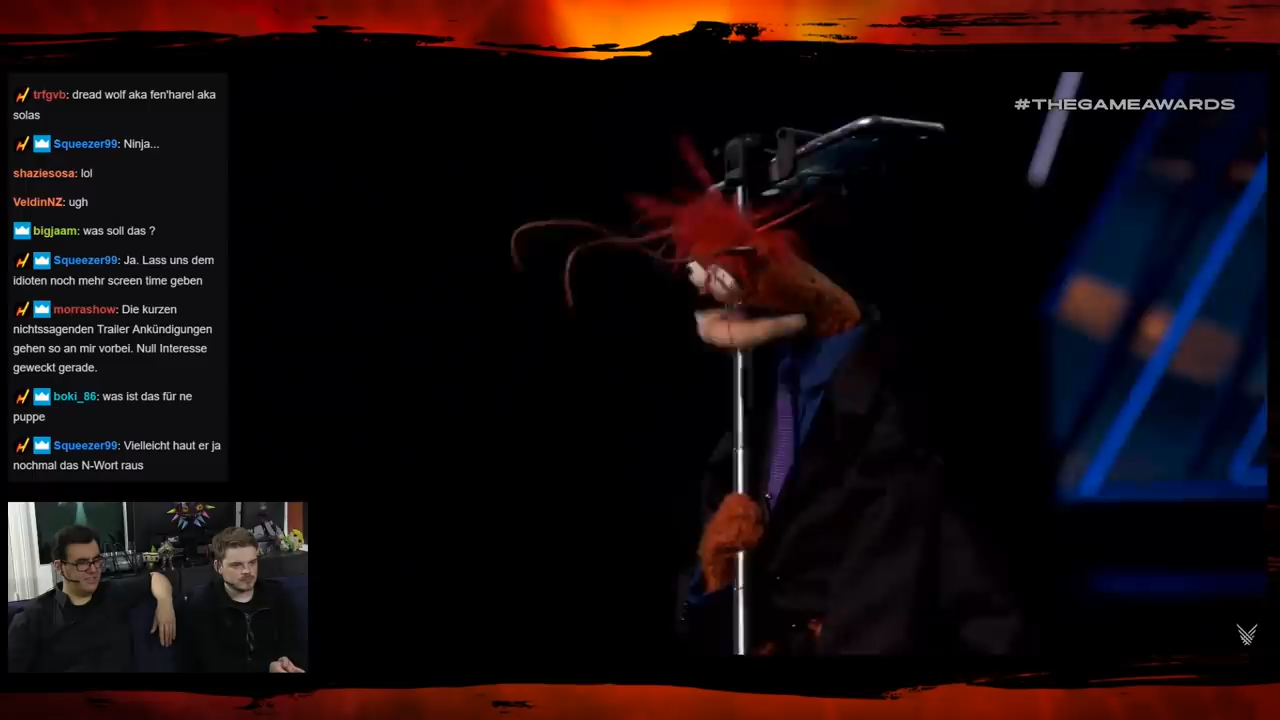 #THEGAMEAWARDS
trfgvb: dread wolf aka fen'harel aka
solas
Squeezer99: Ninja...
shaziesosa: lol
VeldinNZ: ugh
bigjaam: was soll das ?
Squeezer99: Ja. Lass uns dem
idioten noch mehr screen time geben
morrashow: Die kurzen
nichtssagenden Trailer Ankündigungen
gehen so an mir vorbei. Null Interesse
geweckt gerade.
boki_86: was ist das für ne
puppe
Squeezer99: Vielleicht haut er ja
nochmal das N-Wort raus